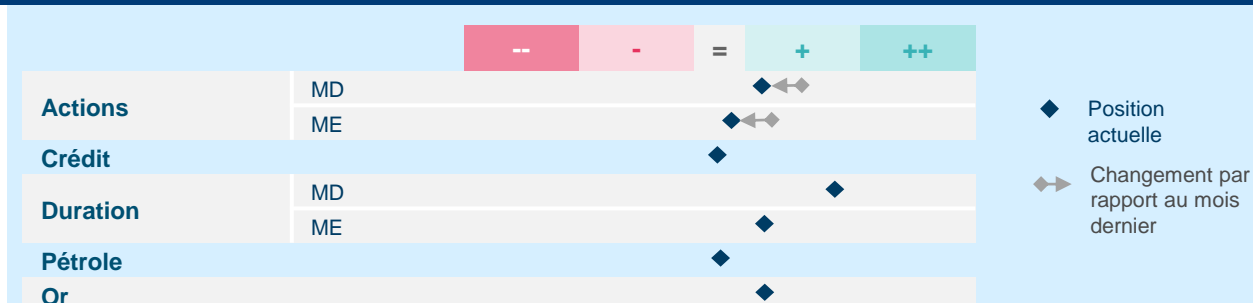 -- - = + ++
Actions
MD
ME
Crédit
Duration
MD
ME
Pétrole
Or
Position
actuelle
Changement par
rapport au mois
dernier